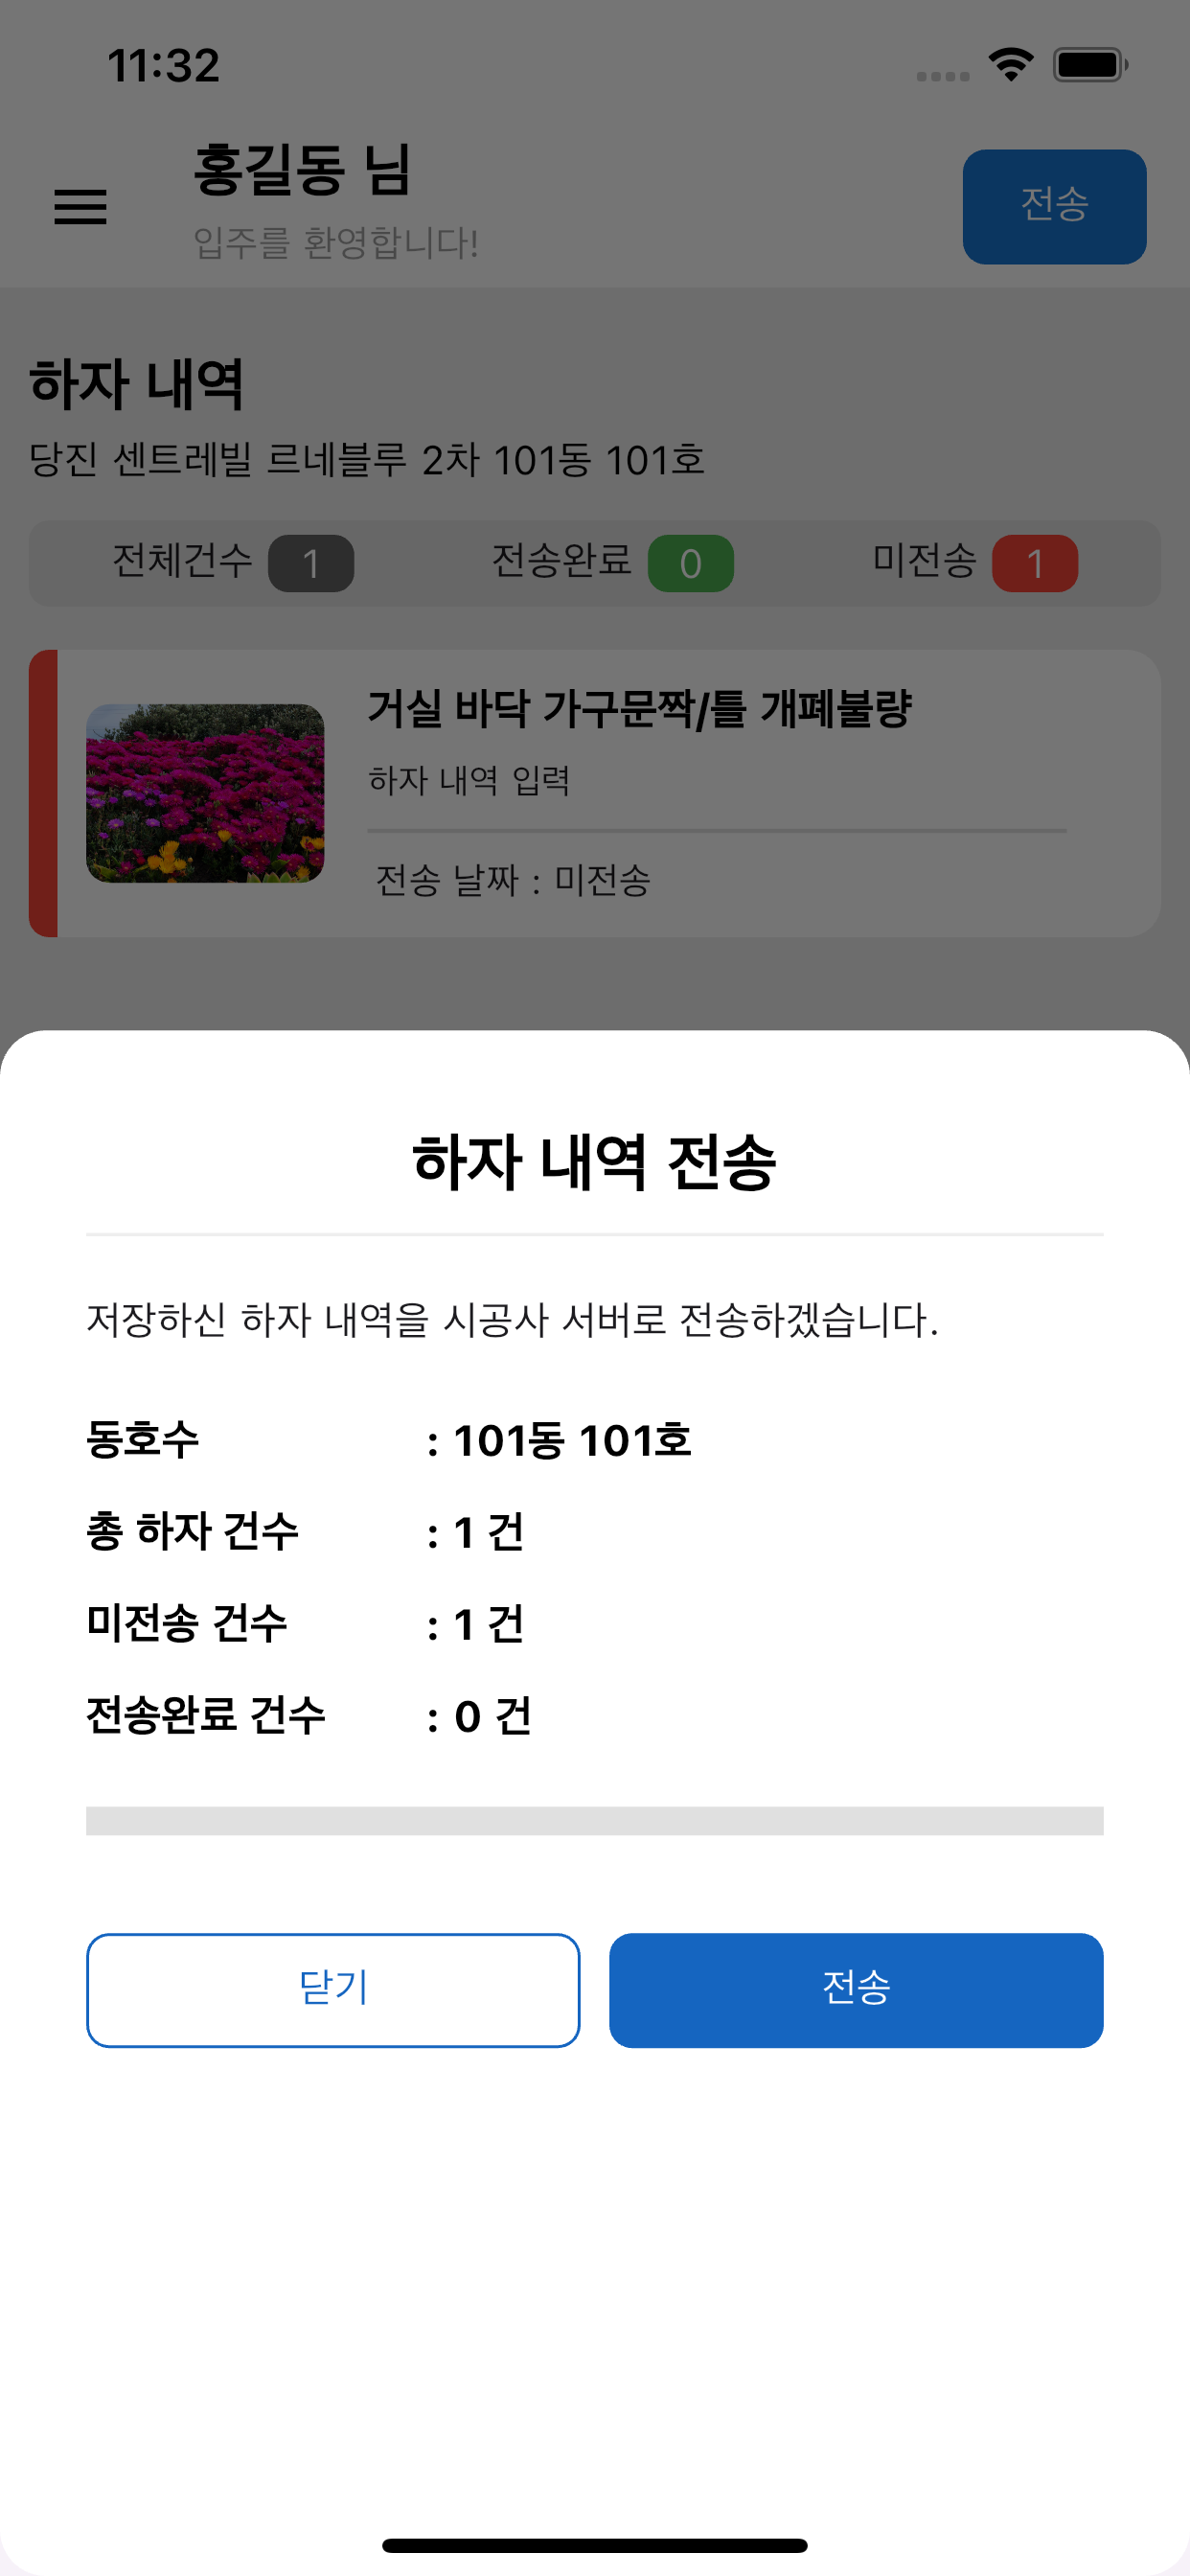 11:32
홍길동 님
입주를 환영합니다!
전송
하자 내역
당진 센트레빌 르네블루 2차 101동 101호
전체건수 1 전송완료 0 미전송 1
거실 바닥 가구문짝/틀 개폐불량
하자 내역 입력
전송 날짜 : 미전송
하자 내역 전송
저장하신 하자 내역을 시공사 서버로 전송하겠습니다.
동호수 : 101동 101호
총 하자 건수 : 1 건
미전송 건수 : 1 건
전송완료 건수 : 0 건
닫기 전송